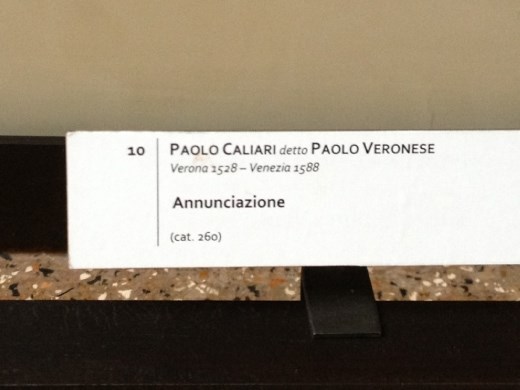 10 PAOLO CALIARI detto PAOLO VERONESE
Verona 1528 – Venezia 1588
Annunciazione
(cat. 260)